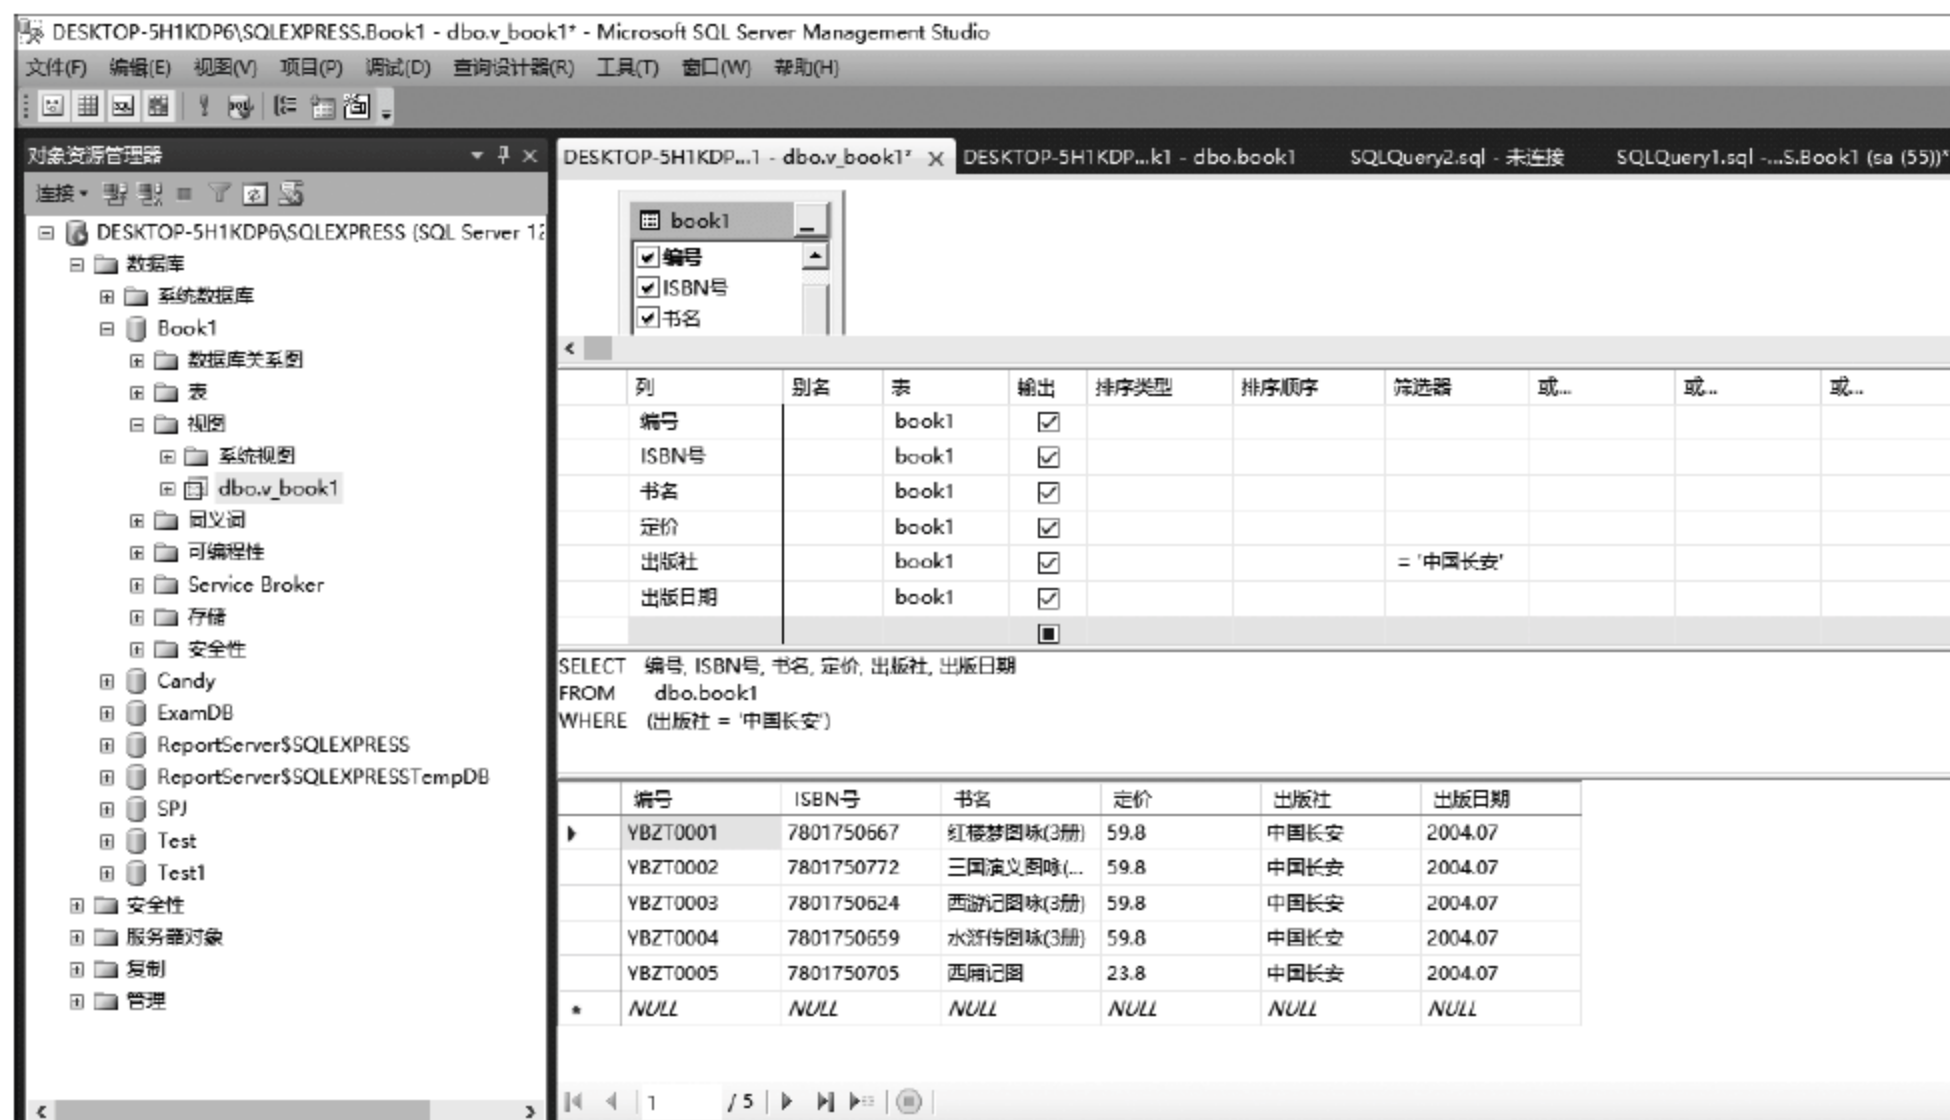 DESKTOP-5H1KDP6\SQLEXPRESS.Book1 - dbo.v_book1* - Microsoft SQL Server Management Studio
文件(F) 编辑(E) 视图(V) 项目(P) 调试(D) 查询设计器(R) 工具(T) 窗口(W) 帮助(H)
对象资源管理器
连接
DESKTOP-5H1KDP6\SQLEXPRESS (SQL Server 12
数据库
系统数据库
Book1
数据库关系图
表
视图
系统视图
dbo.v_book1
同义词
可编程性
Service Broker
存储
安全性
Candy
ExamDB
ReportServer$SQLEXPRESS
ReportServer$SQLEXPRESSTempDB
SPJ
Test
Test1
安全性
服务器对象
复制
管理
DESKTOP-5H1KDP...1 - dbo.v_book1* DESKTOP-5H1KDP...k1 - dbo.book1 SQLQuery2.sql - 未连接 SQLQuery1.sql -...S.Book1 (sa (55))*
book1
编号
ISBN号
书名
列 别名 表 输出 排序类型 排序顺序 筛选器 或... 或... 或...
编号 book1
ISBN号 book1
书名 book1
定价 book1
出版社 book1 = '中国长安'
出版日期 book1
SELECT 编号, ISBN号, 书名, 定价, 出版社, 出版日期
FROM dbo.book1
WHERE (出版社 = '中国长安')
编号 ISBN号 书名 定价 出版社 出版日期
YBZT0001 7801750667 红楼梦图咏(3册) 59.8 中国长安 2004.07
YBZT0002 7801750772 三国演义图咏(... 59.8 中国长安 2004.07
YBZT0003 7801750624 西游记图咏(3册) 59.8 中国长安 2004.07
YBZT0004 7801750659 水浒传图咏(3册) 59.8 中国长安 2004.07
YBZT0005 7801750705 西厢记图 23.8 中国长安 2004.07
NULL NULL NULL NULL NULL NULL
1 / 5